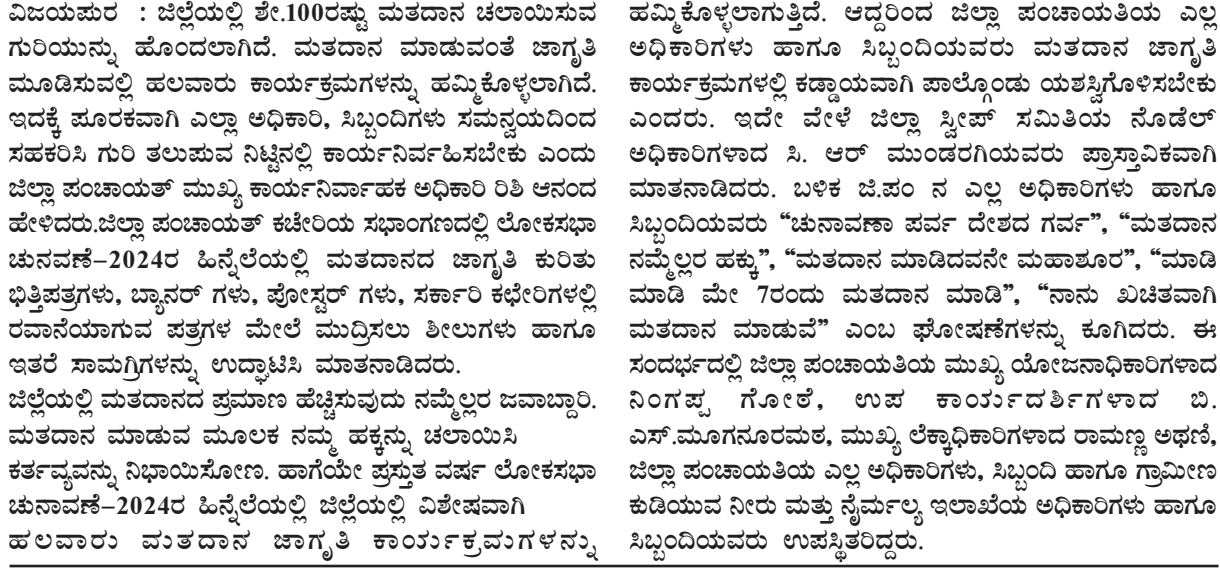 ವಿಜಯಪುರ : ಜಿಲ್ಲೆಯಲ್ಲಿ ಶೇ.100ರಷ್ಟು ಮತದಾನ ಚಲಾಯಿಸುವ
ಗುರಿಯುನ್ನು ಹೊಂದಲಾಗಿದೆ. ಮತದಾನ ಮಾಡುವಂತೆ ಜಾಗೃತಿ
ಮೂಡಿಸುವಲ್ಲಿ ಹಲವಾರು ಕಾರ್ಯಕ್ರಮಗಳನ್ನು ಹಮ್ಮಿಕೊಳ್ಳಲಾಗಿದೆ.
ಇದಕ್ಕೆ ಪೂರಕವಾಗಿ ಎಲ್ಲಾ ಅಧಿಕಾರಿ, ಸಿಬ್ಬಂದಿಗಳು ಸಮನ್ವಯದಿಂದ
ಸಹಕರಿಸಿ ಗುರಿ ತಲುಪುವ ನಿಟ್ಟಿನಲ್ಲಿ ಕಾರ್ಯನಿರ್ವಹಿಸಬೇಕು ಎಂದು
ಜಿಲ್ಲಾ ಪಂಚಾಯತ್ ಮುಖ್ಯ ಕಾರ್ಯನಿರ್ವಾಹಕ ಅಧಿಕಾರಿ ರಿಶಿ ಆನಂದ
ಹೇಳಿದರು.ಜಿಲ್ಲಾ ಪಂಚಾಯತ್ ಕಚೇರಿಯ ಸಭಾಂಗಣದಲ್ಲಿ ಲೋಕಸಭಾ
ಚುನವಣೆ–2024ರ ಹಿನ್ನೆಲೆಯಲ್ಲಿ ಮತದಾನದ ಜಾಗೃತಿ ಕುರಿತು
ಭಿತ್ತಿಪತ್ರಗಳು, ಬ್ಯಾನರ್ ಗಳು, ಪೋಸ್ಟರ್ ಗಳು, ಸರ್ಕಾರಿ ಕಛೇರಿಗಳಲ್ಲಿ
ರವಾನೆಯಾಗುವ ಪತ್ರಗಳ ಮೇಲೆ ಮುದ್ರಿಸಲು ಶೀಲುಗಳು ಹಾಗೂ
ಇತರೆ ಸಾಮಗ್ರಿಗಳನ್ನು ಉದ್ಘಾಟಿಸಿ ಮಾತನಾಡಿದರು.
ಜಿಲ್ಲೆಯಲ್ಲಿ ಮತದಾನದ ಪ್ರಮಾಣ ಹೆಚ್ಚಿಸುವುದು ನಮ್ಮೆಲ್ಲರ ಜವಾಬ್ದಾರಿ.
ಮತದಾನ ಮಾಡುವ ಮೂಲಕ ನಮ್ಮ ಹಕ್ಕನ್ನು ಚಲಾಯಿಸಿ
ಕರ್ತವ್ಯವನ್ನು ನಿಭಾಯಿಸೋಣ. ಹಾಗೆಯೇ ಪ್ರಸ್ತುತ ವರ್ಷ ಲೋಕಸಭಾ
ಚುನಾವಣೆ–2024ರ ಹಿನ್ನೆಲೆಯಲ್ಲಿ ಜಿಲ್ಲೆಯಲ್ಲಿ ವಿಶೇಷವಾಗಿ
ಹಲವಾರು ಮತದಾನ ಜಾಗೃತಿ ಕಾರ್ಯಕ್ರಮಗಳನ್ನು
ಹಮ್ಮಿಕೊಳ್ಳಲಾಗುತ್ತಿದೆ. ಆದ್ದರಿಂದ ಜಿಲ್ಲಾ ಪಂಚಾಯತಿಯ ಎಲ್ಲ
ಅಧಿಕಾರಿಗಳು ಹಾಗೂ ಸಿಬ್ಬಂದಿಯವರು ಮತದಾನ ಜಾಗೃತಿ
ಕಾರ್ಯಕ್ರಮಗಳಲ್ಲಿ ಕಡ್ಡಾಯವಾಗಿ ಪಾಲ್ಗೊಂಡು ಯಶಸ್ವಿಗೊಳಿಸಬೇಕು
ಎಂದರು. ಇದೇ ವೇಳೆ ಜಿಲ್ಲಾ ಸ್ವೀಪ್ ಸಮಿತಿಯ ನೊಡೆಲ್
ಅಧಿಕಾರಿಗಳಾದ ಸಿ. ಆರ್ ಮುಂಡರಗಿಯವರು ಪ್ರಾಸ್ತಾವಿಕವಾಗಿ
ಮಾತನಾಡಿದರು. ಬಳಿಕ ಜಿ.ಪಂ ನ ಎಲ್ಲ ಅಧಿಕಾರಿಗಳು ಹಾಗೂ
ಸಿಬ್ಬಂದಿಯವರು “ಚುನಾವಣಾ ಪರ್ವ ದೇಶದ ಗರ್ವ”, “ಮತದಾನ
ನಮ್ಮೆಲ್ಲರ ಹಕ್ಕು”, “ಮತದಾನ ಮಾಡಿದವನೇ ಮಹಾಶೂರ”, “ಮಾಡಿ
ಮಾಡಿ ಮೇ 7ರಂದು ಮತದಾನ ಮಾಡಿ”, “ನಾನು ಖಚಿತವಾಗಿ
ಮತದಾನ ಮಾಡುವೆ” ಎಂಬ ಘೋಷಣೆಗಳನ್ನು ಕೂಗಿದರು. ಈ
ಸಂದರ್ಭದಲ್ಲಿ ಜಿಲ್ಲಾ ಪಂಚಾಯತಿಯ ಮುಖ್ಯ ಯೋಜನಾಧಿಕಾರಿಗಳಾದ
ನಿಂಗಪ್ಪ ಗೋಠೆ, ಉಪ ಕಾರ್ಯದರ್ಶಿಗಳಾದ ಬಿ.
ಎಸ್.ಮೂಗನೂರಮಠ, ಮುಖ್ಯ ಲೆಕ್ಕಾಧಿಕಾರಿಗಳಾದ ರಾಮಣ್ಣ ಅಥಣಿ,
ಜಿಲ್ಲಾ ಪಂಚಾಯತಿಯ ಎಲ್ಲ ಅಧಿಕಾರಿಗಳು, ಸಿಬ್ಬಂದಿ ಹಾಗೂ ಗ್ರಾಮೀಣ
ಕುಡಿಯುವ ನೀರು ಮತ್ತು ನೈರ್ಮಲ್ಯ ಇಲಾಖೆಯ ಅಧಿಕಾರಿಗಳು ಹಾಗೂ
ಸಿಬ್ಬಂದಿಯವರು ಉಪಸ್ಥಿತರಿದ್ದರು.